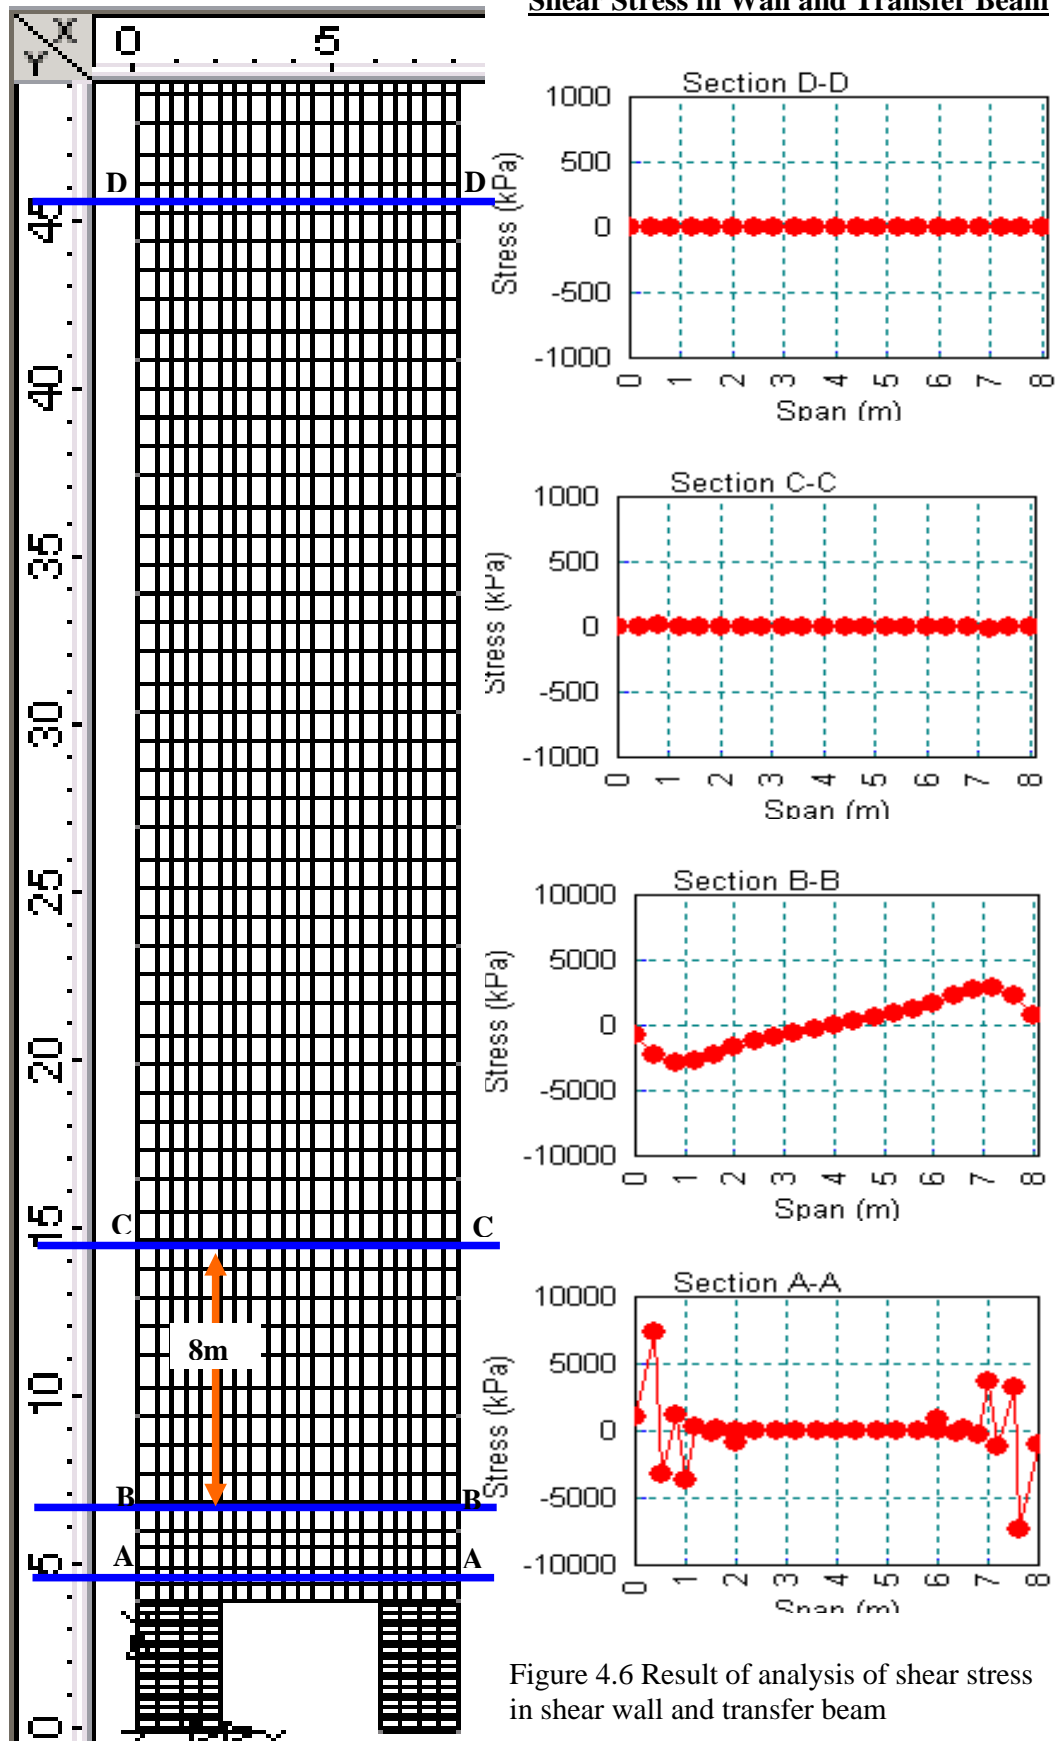 Shear Stress in Wall and Transfer Beam
X
Y
0 5
45
40
35
30
25
20
15
10
5
0
D D
C C
8m
B B
A A
Section D-D
1000
500
0
-500
-1000
Stress (kPa)
0 1 2 3 4 5 6 7 8
Span (m)
Section C-C
1000
500
0
-500
-1000
Stress (kPa)
0 1 2 3 4 5 6 7 8
Span (m)
Section B-B
10000
5000
0
-5000
-10000
Stress (kPa)
0 1 2 3 4 5 6 7 8
Span (m)
Section A-A
10000
5000
0
-5000
-10000
Stress (kPa)
0 1 2 3 4 5 6 7 8
Span (m)
Figure 4.6 Result of analysis of shear stress
in shear wall and transfer beam